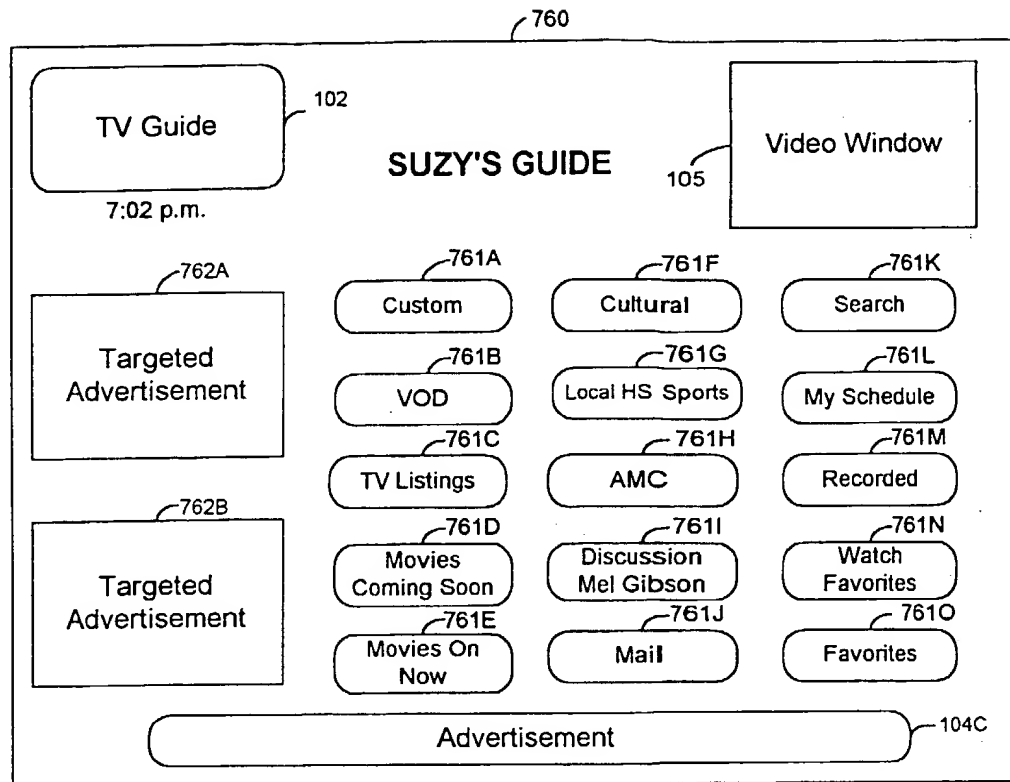 760
TV Guide
102
7:02 p.m.
SUZY'S GUIDE
105
Video Window
762A
Targeted
Advertisement
762B
Targeted
Advertisement
761A
Custom
761B
VOD
761C
TV Listings
761D
Movies
Coming Soon
761E
Movies On
Now
761F
Cultural
761G
Local HS Sports
761H
AMC
761I
Discussion
Mel Gibson
761J
Mail
761K
Search
761L
My Schedule
761M
Recorded
761N
Watch
Favorites
761O
Favorites
Advertisement
104C